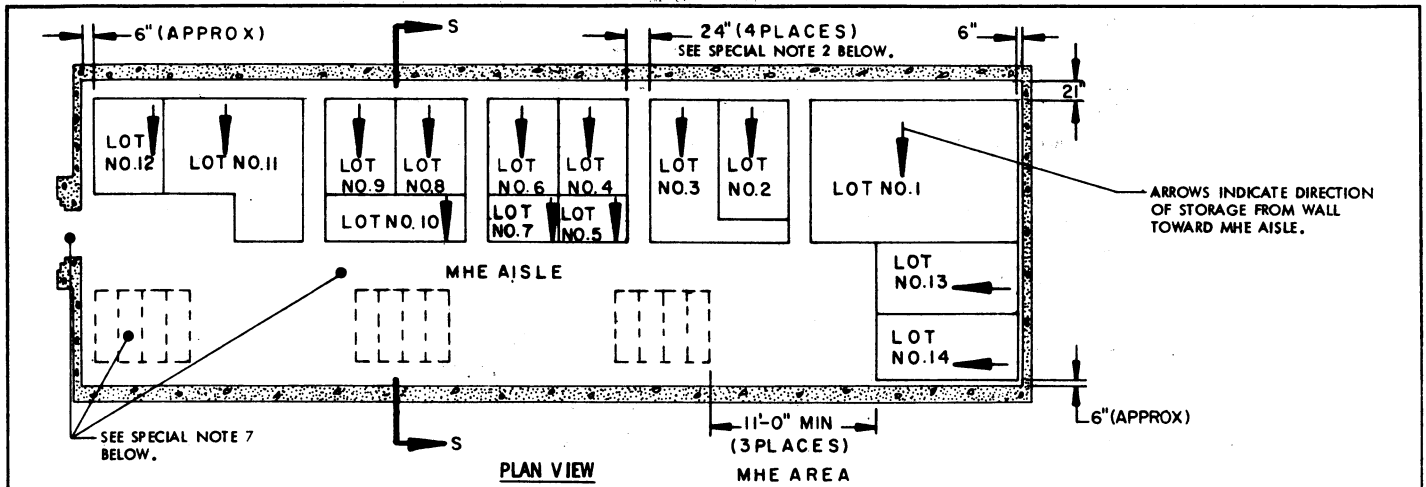 6" (APPROX)
S
24" (4 PLACES)
SEE SPECIAL NOTE 2 BELOW.
6"
21"
LOT
NO.12
LOT NO.11
LOT
NO.9
LOT
NO.8
LOT NO.10
LOT
NO.6
LOT
NO.4
LOT
NO.7
LOT
NO.5
LOT
NO.3
LOT
NO.2
LOT NO.1
ARROWS INDICATE DIRECTION
OF STORAGE FROM WALL
TOWARD MHE AISLE.
MHE AISLE
LOT
NO.13
LOT
NO.14
6" (APPROX)
SEE SPECIAL NOTE 7
BELOW.
S
11'-0" MIN
(3 PLACES)
PLAN VIEW
MHE AREA